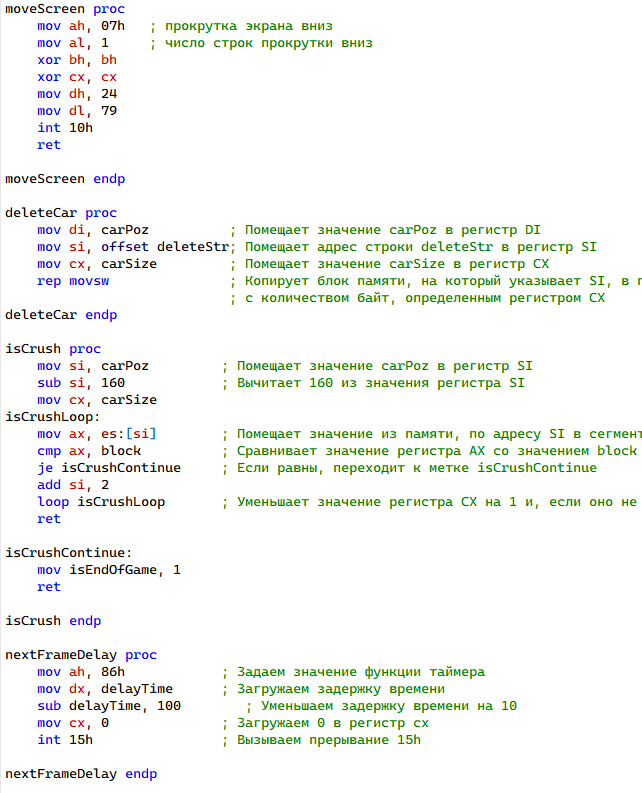 moveScreen proc
    mov ah, 07h   ; прокрутка экрана вниз
    mov al, 1     ; число строк прокрутки вниз
    xor bh, bh
    xor cx, cx
    mov dh, 24
    mov dl, 79
    int 10h
    ret

moveScreen endp

deleteCar proc
    mov di, carPoz          ; Помещает значение carPoz в регистр DI
    mov si, offset deleteStr; Помещает адрес строки deleteStr в регистр SI
    mov cx, carSize         ; Помещает значение carSize в регистр CX
    rep movsw               ; Копирует блок памяти, на который указывает SI, в
                            ; с количеством байт, определенным регистром CX
deleteCar endp

isCrush proc
    mov si, carPoz         ; Помещает значение carPoz в регистр SI
    sub si, 160            ; Вычитает 160 из значения регистра SI
    mov cx, carSize
isCrushLoop:
    mov ax, es:[si]        ; Помещает значение из памяти, по адресу SI в сегмент
    cmp ax, block          ; Сравнивает значение регистра AX со значением block
    je isCrushContinue     ; Если равны, переходит к метке isCrushContinue
    add si, 2
    loop isCrushLoop       ; Уменьшает значение регистра CX на 1 и, если оно не
    ret

isCrushContinue:
    mov isEndOfGame, 1
    ret

isCrush endp

nextFrameDelay proc
    mov ah, 86h            ; Задаем значение функции таймера
    mov dx, delayTime      ; Загружаем задержку времени
    sub delayTime, 100        ; Уменьшаем задержку времени на 10
    mov cx, 0              ; Загружаем 0 в регистр cx
    int 15h                ; Вызываем прерывание 15h

nextFrameDelay endp